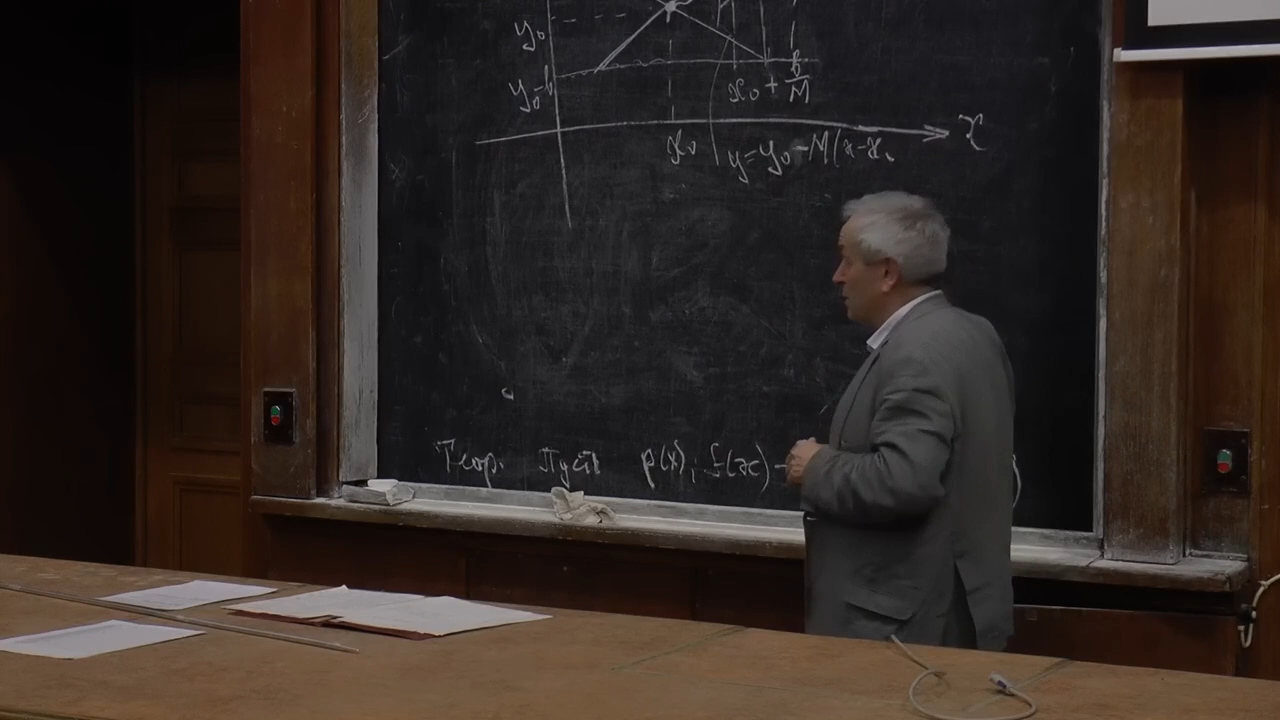 y₀
y₀-b
x₀ + b/M
x
x₀
y=y₀-M(x-x₀
Теор. Пусть p(x), f(x) -